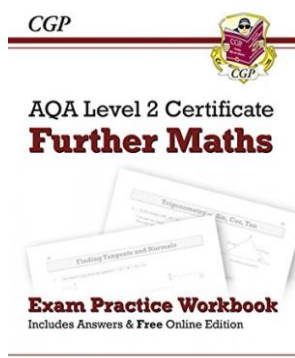 CGP
CGP
CGP
AQA Level 2 Certificate
Further Maths
Trigonometry — Sin, Cos, Tan
Finding Tangents and Normals
Exam Practice Workbook
Includes Answers & Free Online Edition